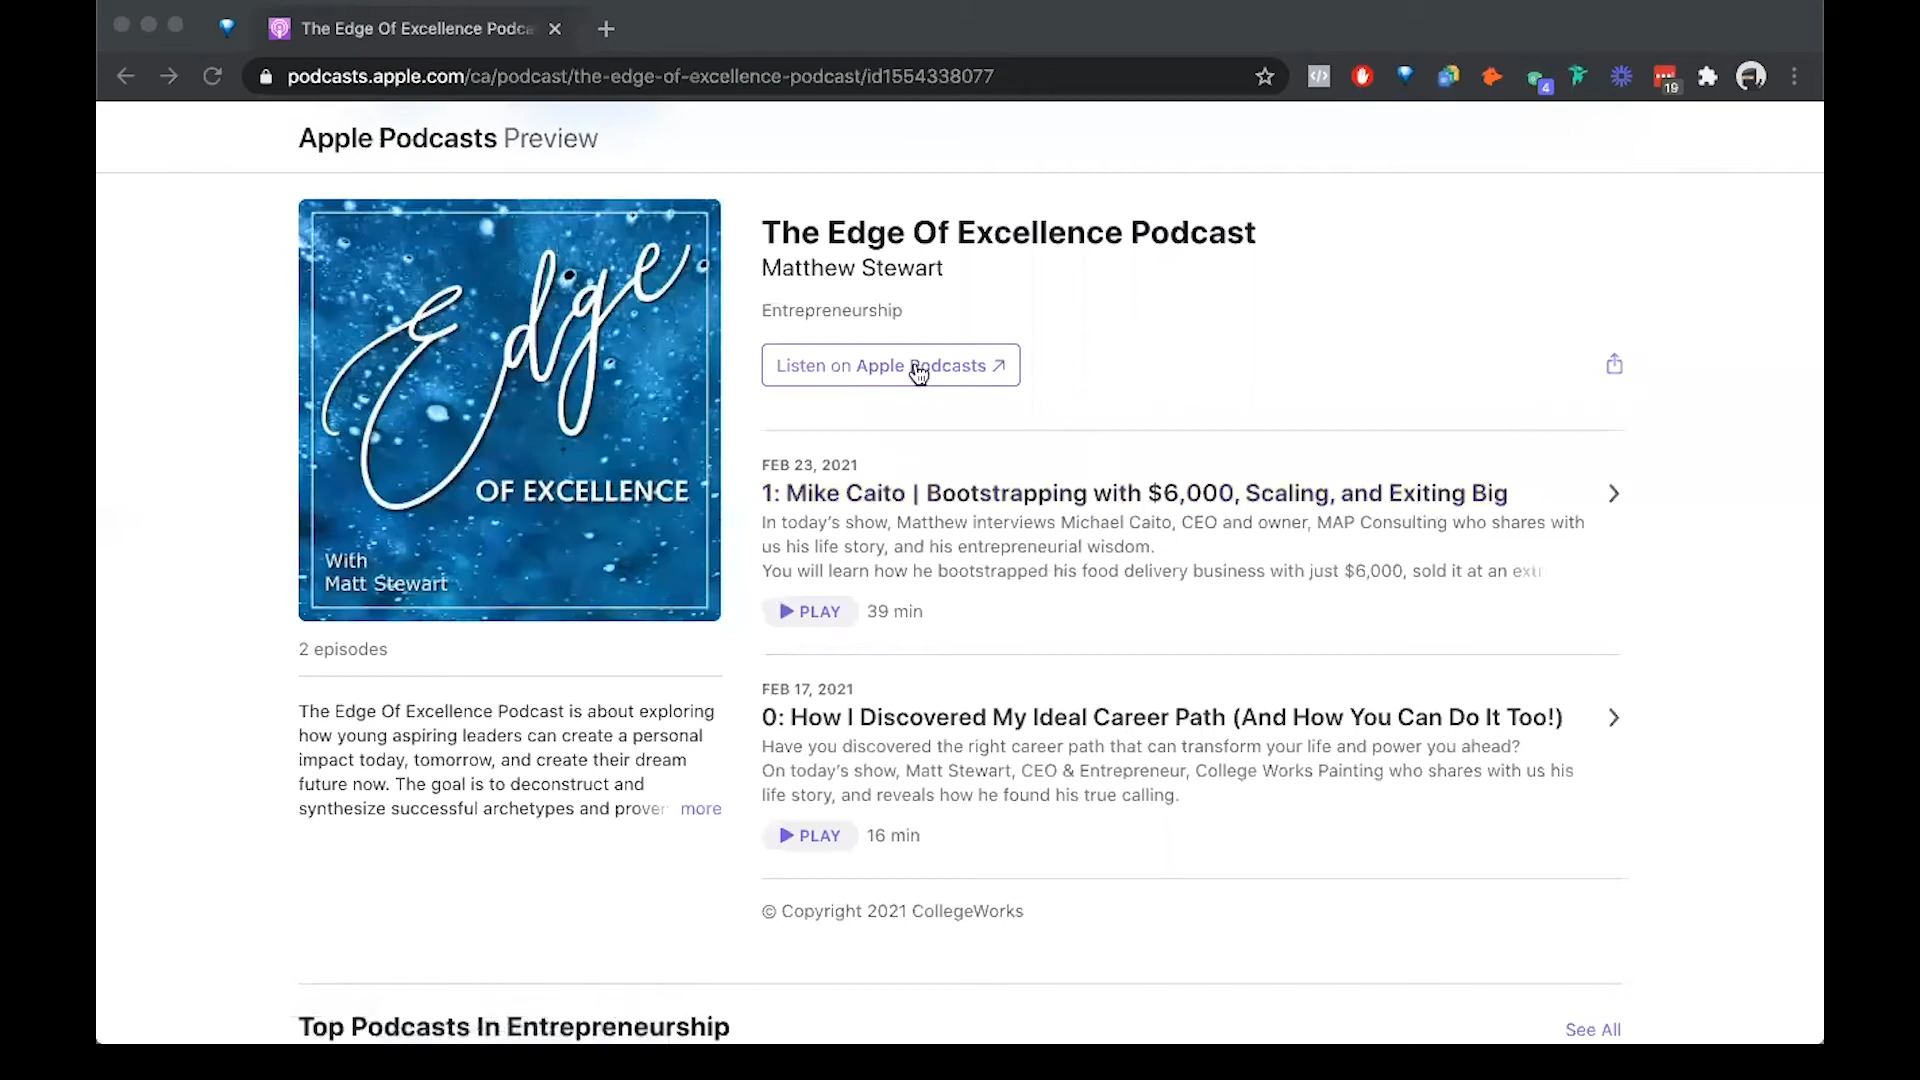 The Edge Of Excellence Podca
podcasts.apple.com/ca/podcast/the-edge-of-excellence-podcast/id1554338077
4
19
Apple Podcasts Preview
Edge
OF EXCELLENCE
With
Matt Stewart
2 episodes
The Edge Of Excellence Podcast is about exploring
how young aspiring leaders can create a personal
impact today, tomorrow, and create their dream
future now. The goal is to deconstruct and
synthesize successful archetypes and prover more
The Edge Of Excellence Podcast
Matthew Stewart
Entrepreneurship
Listen on Apple Podcasts ↗
FEB 23, 2021
1: Mike Caito | Bootstrapping with $6,000, Scaling, and Exiting Big
In today's show, Matthew interviews Michael Caito, CEO and owner, MAP Consulting who shares with
us his life story, and his entrepreneurial wisdom.
You will learn how he bootstrapped his food delivery business with just $6,000, sold it at an extr
PLAY 39 min
FEB 17, 2021
0: How I Discovered My Ideal Career Path (And How You Can Do It Too!)
Have you discovered the right career path that can transform your life and power you ahead?
On today's show, Matt Stewart, CEO & Entrepreneur, College Works Painting who shares with us his
life story, and reveals how he found his true calling.
PLAY 16 min
© Copyright 2021 CollegeWorks
Top Podcasts In Entrepreneurship
See All